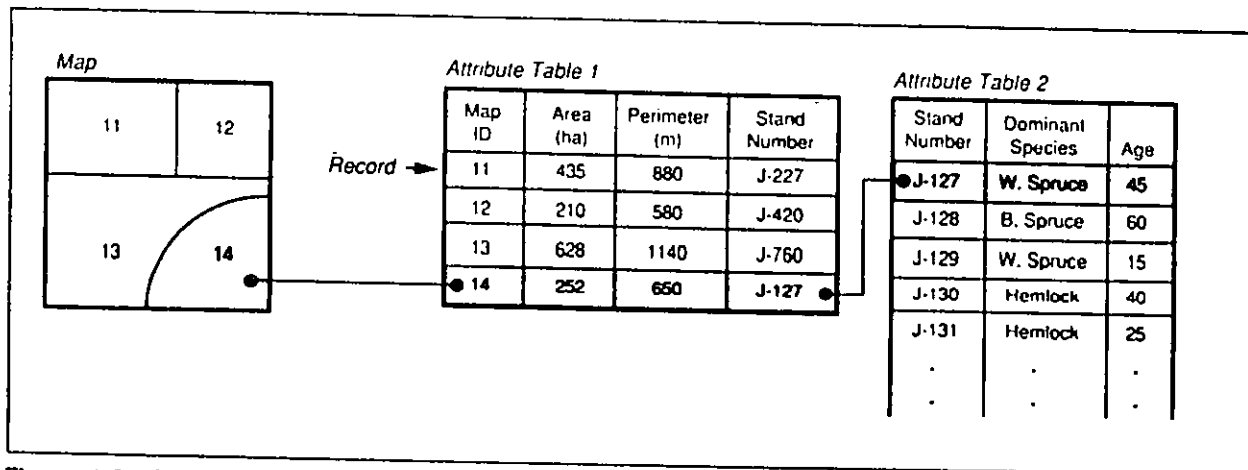 Map
11 12
13 14
Attribute Table 1
Map ID Area (ha) Perimeter (m) Stand Number
Record 11 435 880 J-227
12 210 580 J-420
13 628 1140 J-760
14 252 650 J-127
Attribute Table 2
Stand Number Dominant Species Age
J-127 W. Spruce 45
J-128 B. Spruce 60
J-129 W. Spruce 15
J-130 Hemlock 40
J-131 Hemlock 25
. . .
. . .